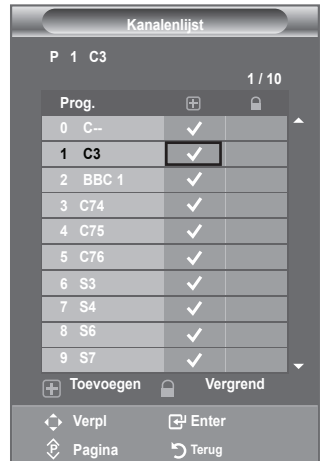 Kanalenlijst
P 1 C3
1 / 10
Prog.
0 C--
1 C3
2 BBC 1
3 C74
4 C75
5 C76
6 S3
7 S4
8 S6
9 S7
Toevoegen Vergrend
Verpl Enter
P Pagina Terug